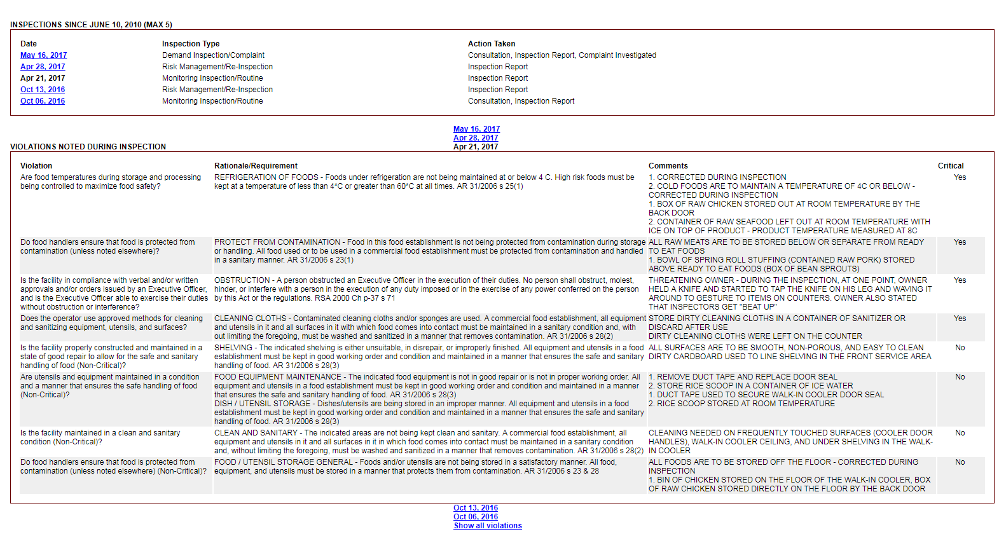 INSPECTIONS SINCE JUNE 10, 2010 (MAX 5)
Date Inspection Type Action Taken
May 16, 2017 Demand Inspection/Complaint Consultation, Inspection Report, Complaint Investigated
Apr 28, 2017 Risk Management/Re-Inspection Inspection Report
Apr 21, 2017 Monitoring Inspection/Routine Inspection Report
Oct 13, 2016 Risk Management/Re-Inspection Inspection Report
Oct 06, 2016 Monitoring Inspection/Routine Consultation, Inspection Report
May 16, 2017
Apr 28, 2017
VIOLATIONS NOTED DURING INSPECTION Apr 21, 2017
Violation Rationale/Requirement Comments Critical
Are food temperatures during storage and processing
being controlled to maximize food safety?
REFRIGERATION OF FOODS - Foods under refrigeration are not being maintained at or below 4 C. High risk foods must be
kept at a temperature of less than 4*C or greater than 60*C at all times. AR 31/2006 s 25(1)
1. CORRECTED DURING INSPECTION
2. COLD FOODS ARE TO MAINTAIN A TEMPERATURE OF 4C OR BELOW -
CORRECTED DURING INSPECTION
1. BOX OF RAW CHICKEN STORED OUT AT ROOM TEMPERATURE BY THE
BACK DOOR
2. CONTAINER OF RAW SEAFOOD LEFT OUT AT ROOM TEMPERATURE WITH
ICE ON TOP OF PRODUCT - PRODUCT TEMPERATURE MEASURED AT 8C
Yes
Do food handlers ensure that food is protected from
contamination (unless noted elsewhere)?
PROTECT FROM CONTAMINATION - Food in this food establishment is not being protected from contamination during storage
or handling. All food used or to be used in a commercial food establishment must be protected from contamination and handled
in a sanitary manner. AR 31/2006 s 23(1)
ALL RAW MEATS ARE TO BE STORED BELOW OR SEPARATE FROM READY
TO EAT FOODS
1. BOWL OF SPRING ROLL STUFFING (CONTAINED RAW PORK) STORED
ABOVE READY TO EAT FOODS (BOX OF BEAN SPROUTS)
Yes
Is the facility in compliance with verbal and/or written
approvals and/or orders issued by an Executive Officer,
and is the Executive Officer able to exercise their duties
without obstruction or interference?
OBSTRUCTION - A person obstructed an Executive Officer in the execution of their duties. No person shall obstruct, molest,
hinder, or interfere with a person in the execution of any duty imposed or in the exercise of any power conferred on the person
by this Act or the regulations. RSA 2000 Ch p-37 s 71
THREATENING OWNER - DURING THE INSPECTION, AT ONE POINT, OWNER
HELD A KNIFE AND STARTED TO TAP THE KNIFE ON HIS LEG AND WAVING IT
AROUND TO GESTURE TO ITEMS ON COUNTERS. OWNER ALSO STATED
THAT INSPECTORS GET "BEAT UP"
Yes
Does the operator use approved methods for cleaning
and sanitizing equipment, utensils, and surfaces?
CLEANING CLOTHS - Contaminated cleaning cloths and/or sponges are used. A commercial food establishment, all equipment
and utensils in it and all surfaces in it with which food comes into contact must be maintained in a sanitary condition and, with
out limiting the foregoing, must be washed and sanitized in a manner that removes contamination. AR 31/2006 s 28(2)
STORE DIRTY CLEANING CLOTHS IN A CONTAINER OF SANITIZER OR
DISCARD AFTER USE
DIRTY CLEANING CLOTHS WERE LEFT ON THE COUNTER
Yes
Is the facility properly constructed and maintained in a
state of good repair to allow for the safe and sanitary
handling of food (Non-Critical)?
SHELVING - The indicated shelving is either unsuitable, in disrepair, or improperly finished. All equipment and utensils in a food
establishment must be kept in good working order and condition and maintained in a manner that ensures the safe and sanitary
handling of food. AR 31/2006 s 28(3)
ALL SURFACES ARE TO BE SMOOTH, NON-POROUS, AND EASY TO CLEAN
DIRTY CARDBOARD USED TO LINE SHELVING IN THE FRONT SERVICE AREA
No
Are utensils and equipment maintained in a condition
and a manner that ensures the safe handling of food
(Non-Critical)?
FOOD EQUIPMENT MAINTENANCE - The indicated food equipment is not in good repair or is not in proper working order. All
equipment and utensils in a food establishment must be kept in good working order and condition and maintained in a manner
that ensures the safe and sanitary handling of food. AR 31/2006 s 28(3)
DISH / UTENSIL STORAGE - Dishes/utensils are being stored in an improper manner. All equipment and utensils in a food
establishment must be kept in good working order and condition and maintained in a manner that ensures the safe and sanitary
handling of food. AR 31/2006 s 28(3)
1. REMOVE DUCT TAPE AND REPLACE DOOR SEAL
2. STORE RICE SCOOP IN A CONTAINER OF ICE WATER
1. DUCT TAPE USED TO SECURE WALK-IN COOLER DOOR SEAL
2. RICE SCOOP STORED AT ROOM TEMPERATURE
No
Is the facility maintained in a clean and sanitary
condition (Non-Critical)?
CLEAN AND SANITARY - The indicated areas are not being kept clean and sanitary. A commercial food establishment, all
equipment and utensils in it and all surfaces in it in which food comes into contact must be maintained in a sanitary condition
and, without limiting the foregoing, must be washed and sanitized in a manner that removes contamination. AR 31/2006 s 28(2)
CLEANING NEEDED ON FREQUENTLY TOUCHED SURFACES (COOLER DOOR
HANDLES), WALK-IN COOLER CEILING, AND UNDER SHELVING IN THE WALK-
IN COOLER
No
Do food handlers ensure that food is protected from
contamination (unless noted elsewhere) (Non-Critical)?
FOOD / UTENSIL STORAGE GENERAL - Foods and/or utensils are not being stored in a satisfactory manner. All food,
equipment, and utensils must be stored in a manner that protects them from contamination. AR 31/2006 s 23 & 28
ALL FOODS ARE TO BE STORED OFF THE FLOOR - CORRECTED DURING
INSPECTION
1. BIN OF CHICKEN STORED ON THE FLOOR OF THE WALK-IN COOLER, BOX
OF RAW CHICKEN STORED DIRECTLY ON THE FLOOR BY THE BACK DOOR
No
Oct 13, 2016
Oct 06, 2016
Show all violations